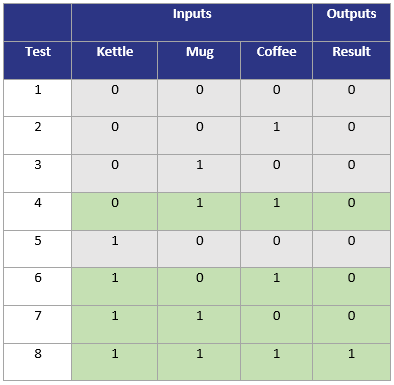 Inputs Outputs
Test Kettle Mug Coffee Result
1 0 0 0 0
2 0 0 1 0
3 0 1 0 0
4 0 1 1 0
5 1 0 0 0
6 1 0 1 0
7 1 1 0 0
8 1 1 1 1